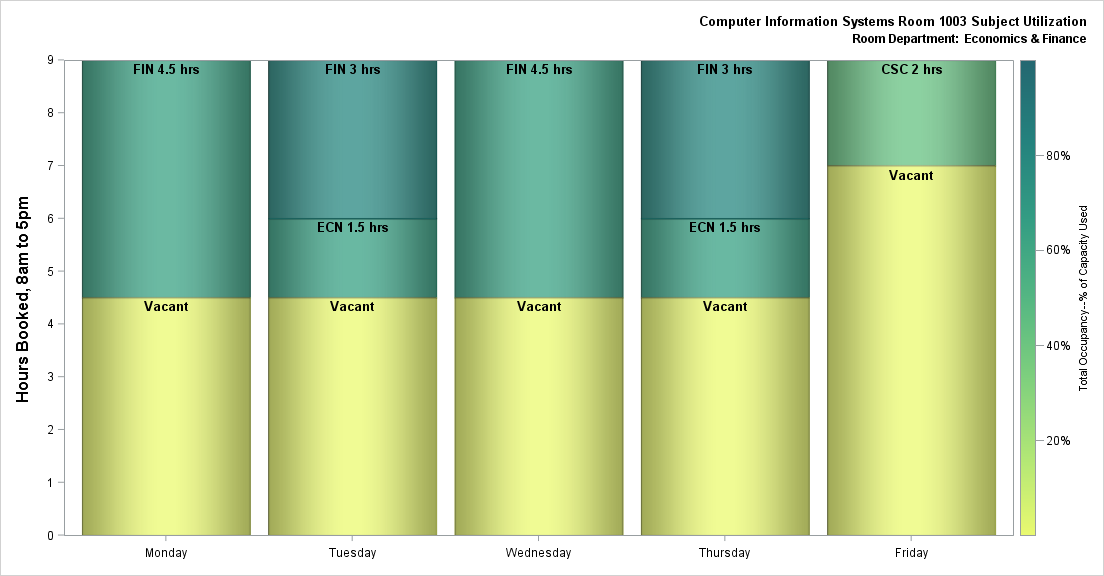 Computer Information Systems Room 1003 Subject Utilization
Room Department: Economics & Finance
Hours Booked, 8am to 5pm
9
8
7
6
5
4
3
2
1
0
FIN 4.5 hrs
Vacant
FIN 3 hrs
ECN 1.5 hrs
Vacant
FIN 4.5 hrs
Vacant
FIN 3 hrs
ECN 1.5 hrs
Vacant
CSC 2 hrs
Vacant
Monday
Tuesday
Wednesday
Thursday
Friday
80%
60%
40%
20%
Total Occupancy--% of Capacity Used